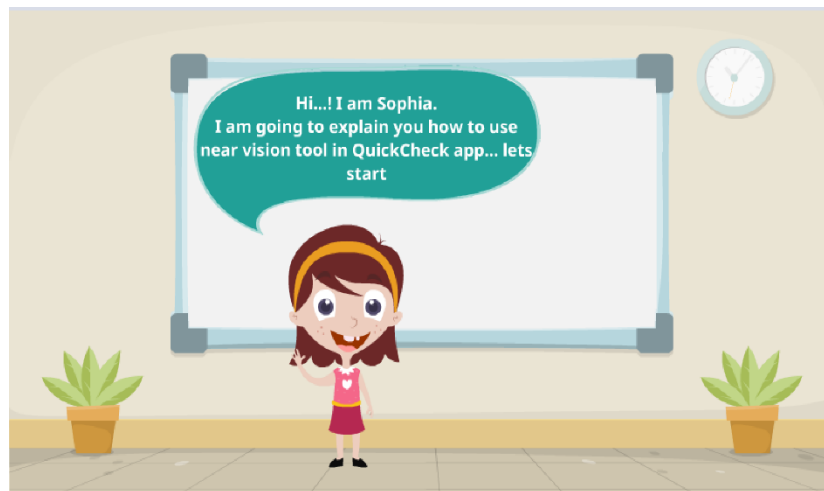 Hi...! I am Sophia.
I am going to explain you how to use
near vision tool in QuickCheck app... lets
start